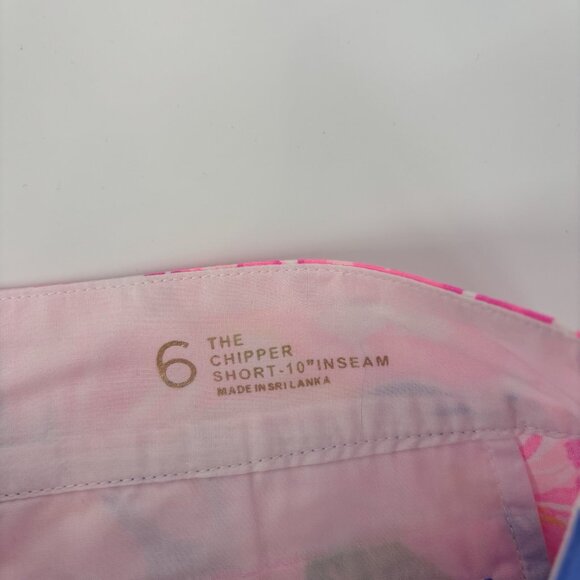 6
THE
CHIPPER
SHORT-10" INSEAM
MADE IN SRI LANKA